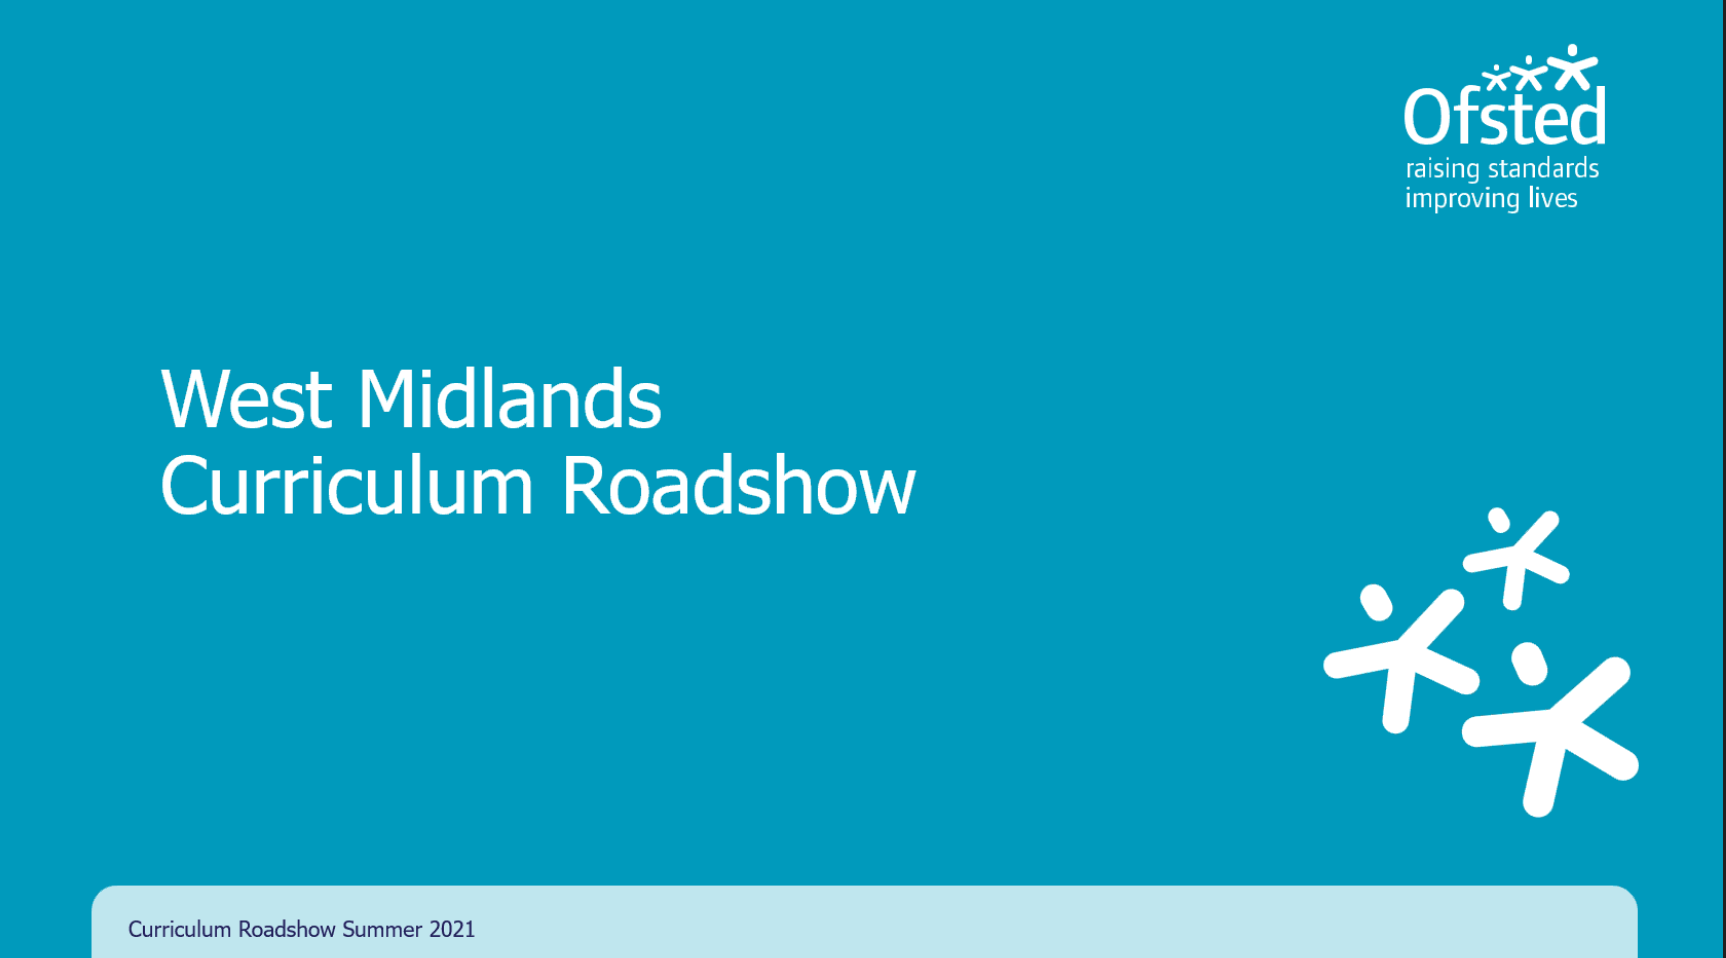 Ofsted
raising standards
improving lives
West Midlands
Curriculum Roadshow
Curriculum Roadshow Summer 2021